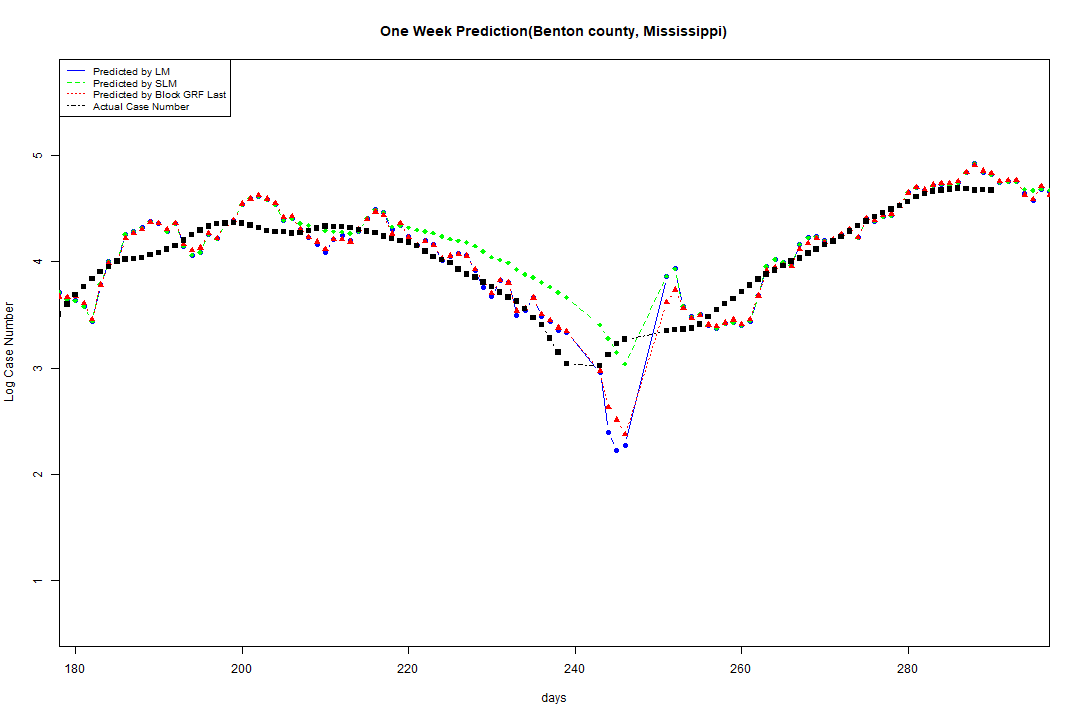 One Week Prediction(Benton county, Mississippi)
Predicted by LM
Predicted by SLM
Predicted by Block GRF Last
Actual Case Number
5
4
3
2
1
Log Case Number
180 200 220 240 260 280
days